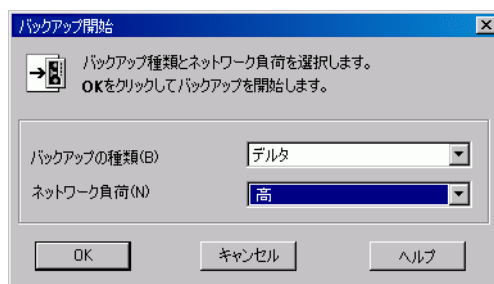 バックアップ開始
バックアップ種類とネットワーク負荷を選択します。
OKをクリックしてバックアップを開始します。
バックアップの種類(B)
デルタ
ネットワーク負荷(N)
高
OK
キャンセル
ヘルプ